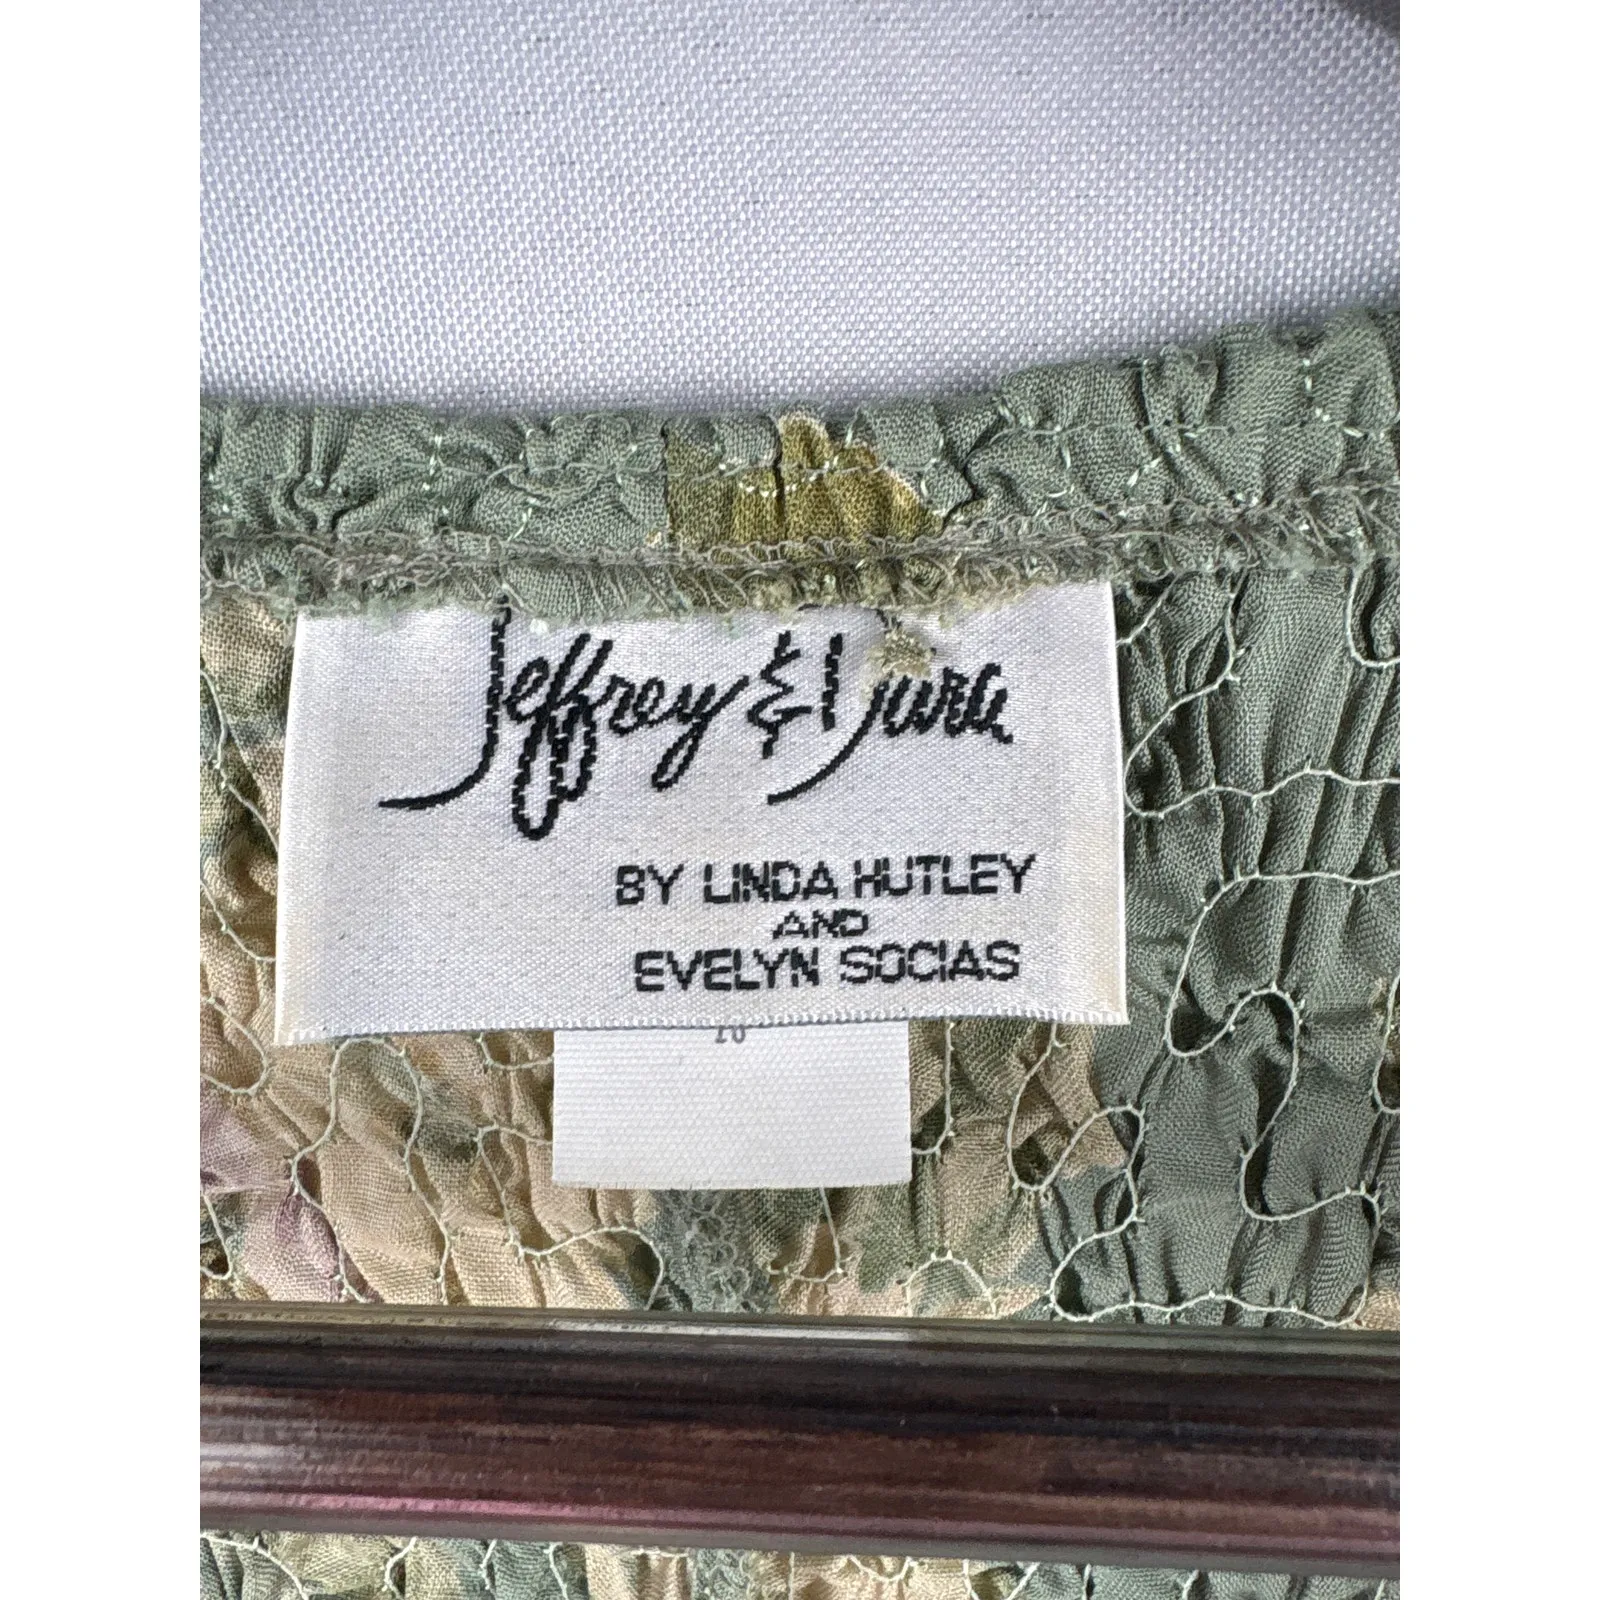 Jeffrey & Dara
BY LINDA HUTLEY
AND
EVELYN SOCIAS